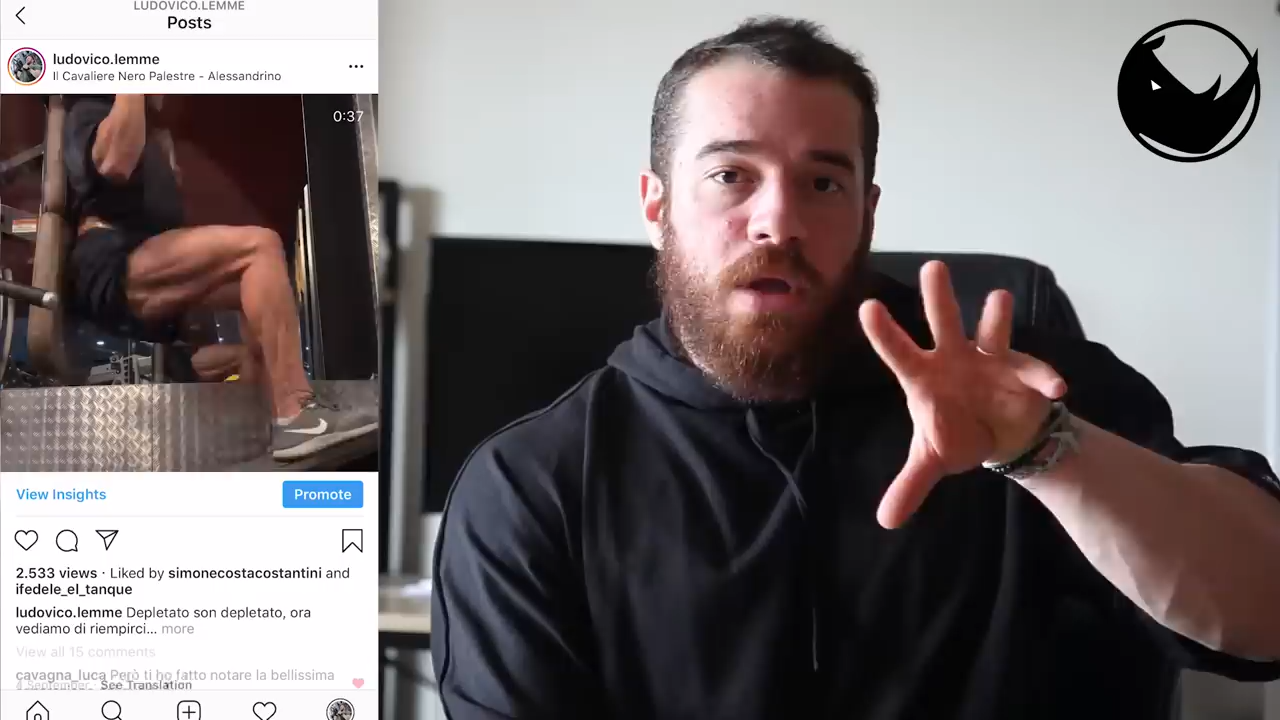 LUDOVICO.LEMME
Posts
ludovico.lemme
Il Cavaliere Nero Palestre - Alessandrino
0:37
View Insights
Promote
2.533 views · Liked by simonecostacostantini and
ifedele_el_tanque
ludovico.lemme Depletato son depletato, ora
vediamo di riempirci... more
View all 15 comments
cavagna_luca Però ti ho fatto notare la bellissima
4 September · See Translation